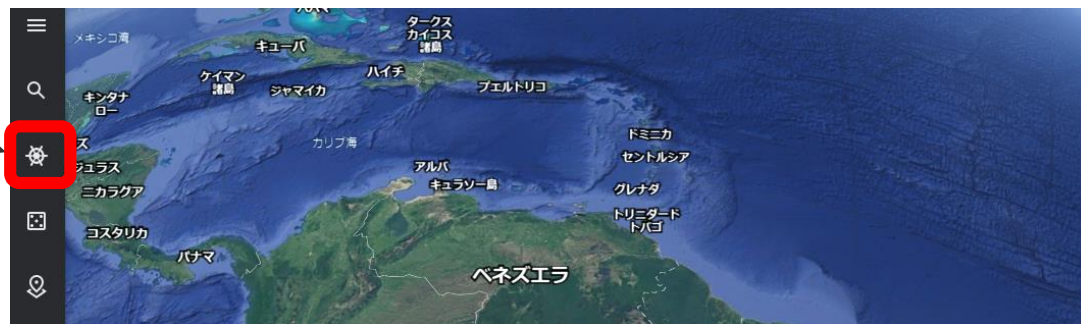 タークス
カイコス
諸島
メキシコ湾
キューバ
ハイチ
ケイマン
諸島
ジャマイカ
プエルトリコ
キンタナ
ロー
ズ
カリブ海
ドミニカ
セントルシア
ジュラス
アルバ
キュラソー島
ニカラグア
グレナダ
トリニダード
トバゴ
コスタリカ
パナマ
ベネズエラ